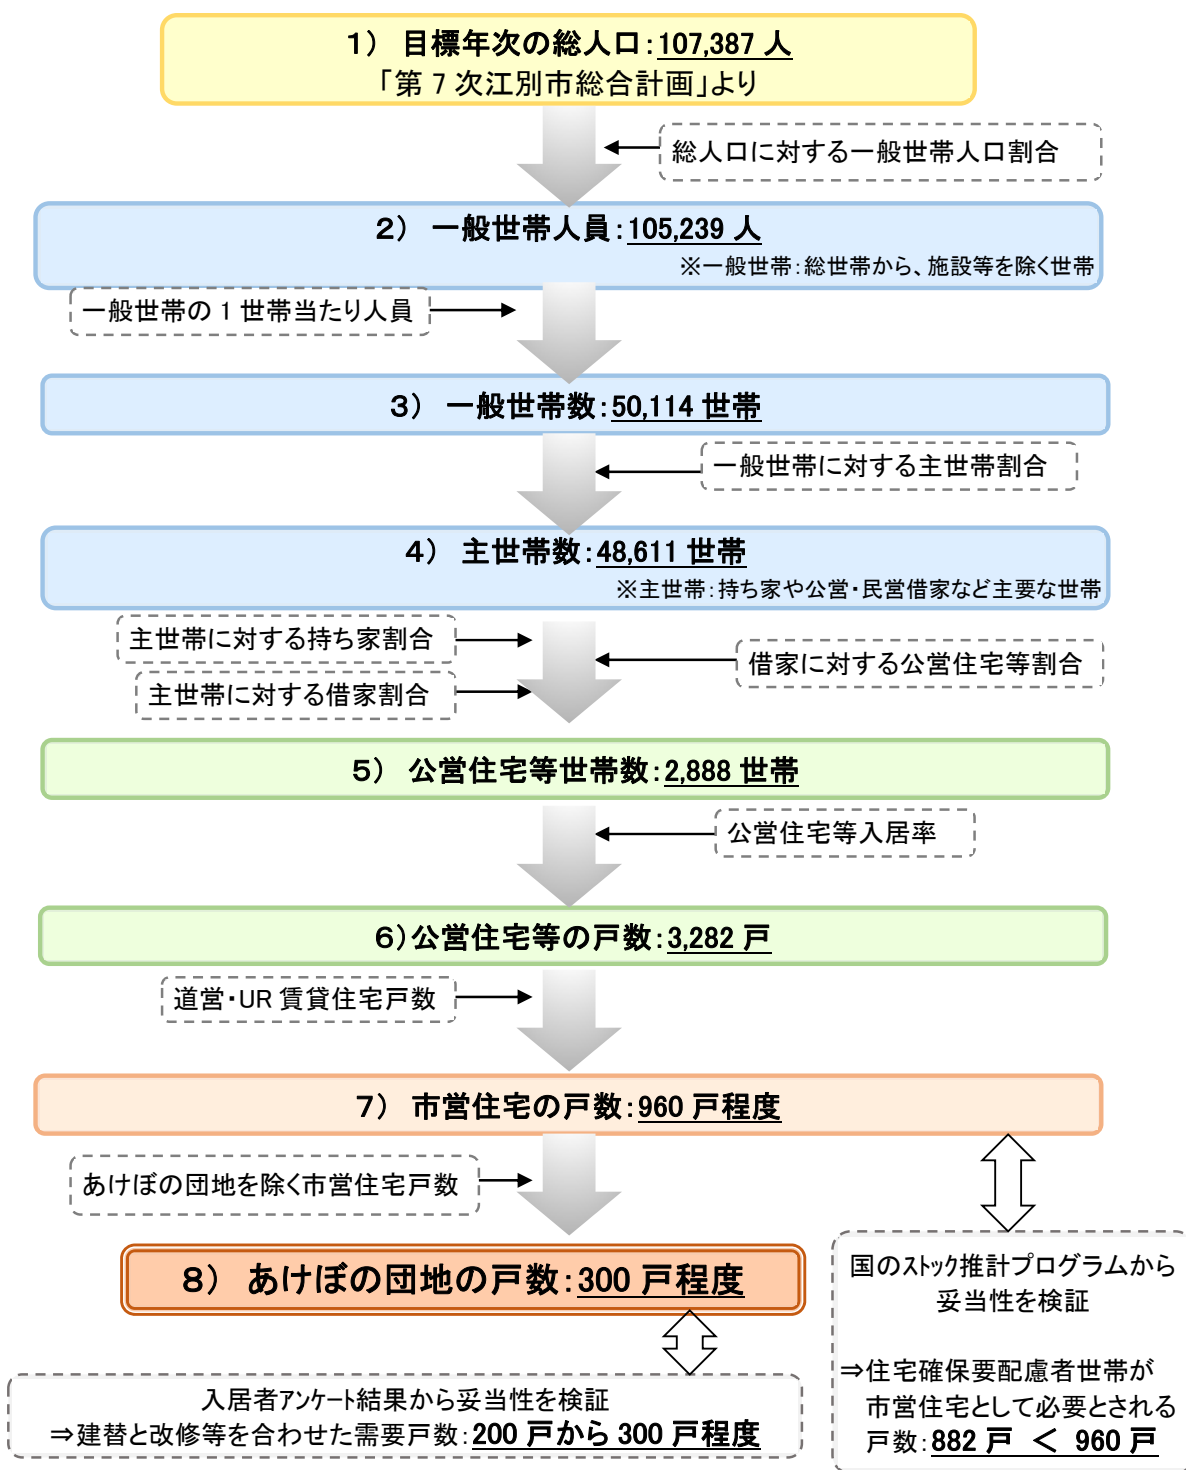 1） 目標年次の総人口：107,387 人
「第 7 次江別市総合計画」より
総人口に対する一般世帯人口割合
2） 一般世帯人員：105,239 人
※一般世帯：総世帯から、施設等を除く世帯
一般世帯の 1 世帯当たり人員
3） 一般世帯数：50,114 世帯
一般世帯に対する主世帯割合
4） 主世帯数：48,611 世帯
※主世帯：持ち家や公営・民営借家など主要な世帯
主世帯に対する持ち家割合
借家に対する公営住宅等割合
主世帯に対する借家割合
5） 公営住宅等世帯数：2,888 世帯
公営住宅等入居率
6）公営住宅等の戸数：3,282 戸
道営・UR 賃貸住宅戸数
7） 市営住宅の戸数：960 戸程度
あけぼの団地を除く市営住宅戸数
8） あけぼの団地の戸数：300 戸程度
国のｽﾄｯｸ推計プログラムから
妥当性を検証
⇒住宅確保要配慮者世帯が
市営住宅として必要とされる
戸数：882 戸 ＜ 960 戸
入居者ｱﾝｹｰﾄ結果から妥当性を検証
⇒建替と改修等を合わせた需要戸数：200 戸から 300 戸程度